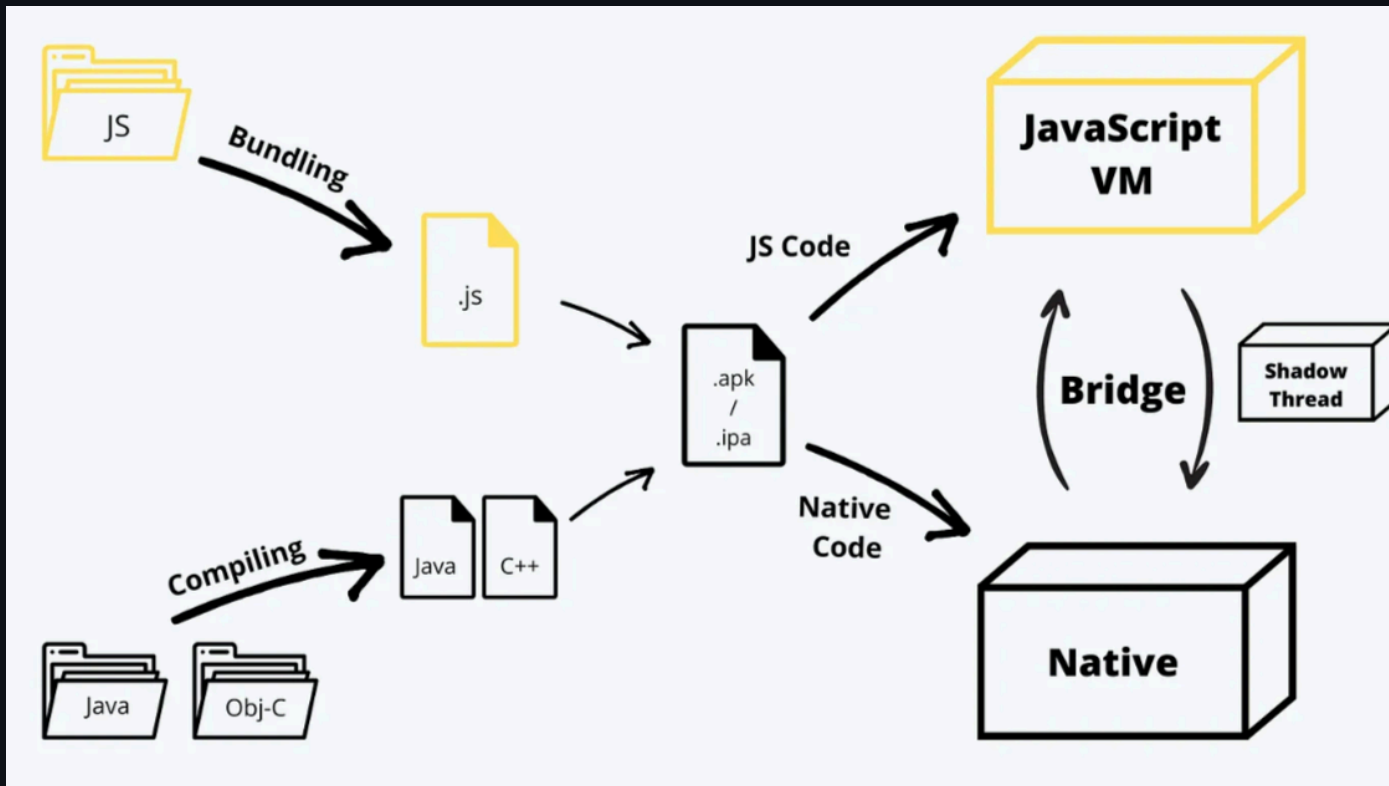 JS
Bundling
.js
JavaScript
VM
JS Code
.apk
/
.ipa
Bridge
Shadow
Thread
Native
Code
Compiling
Java
C++
Java
Obj-C
Native